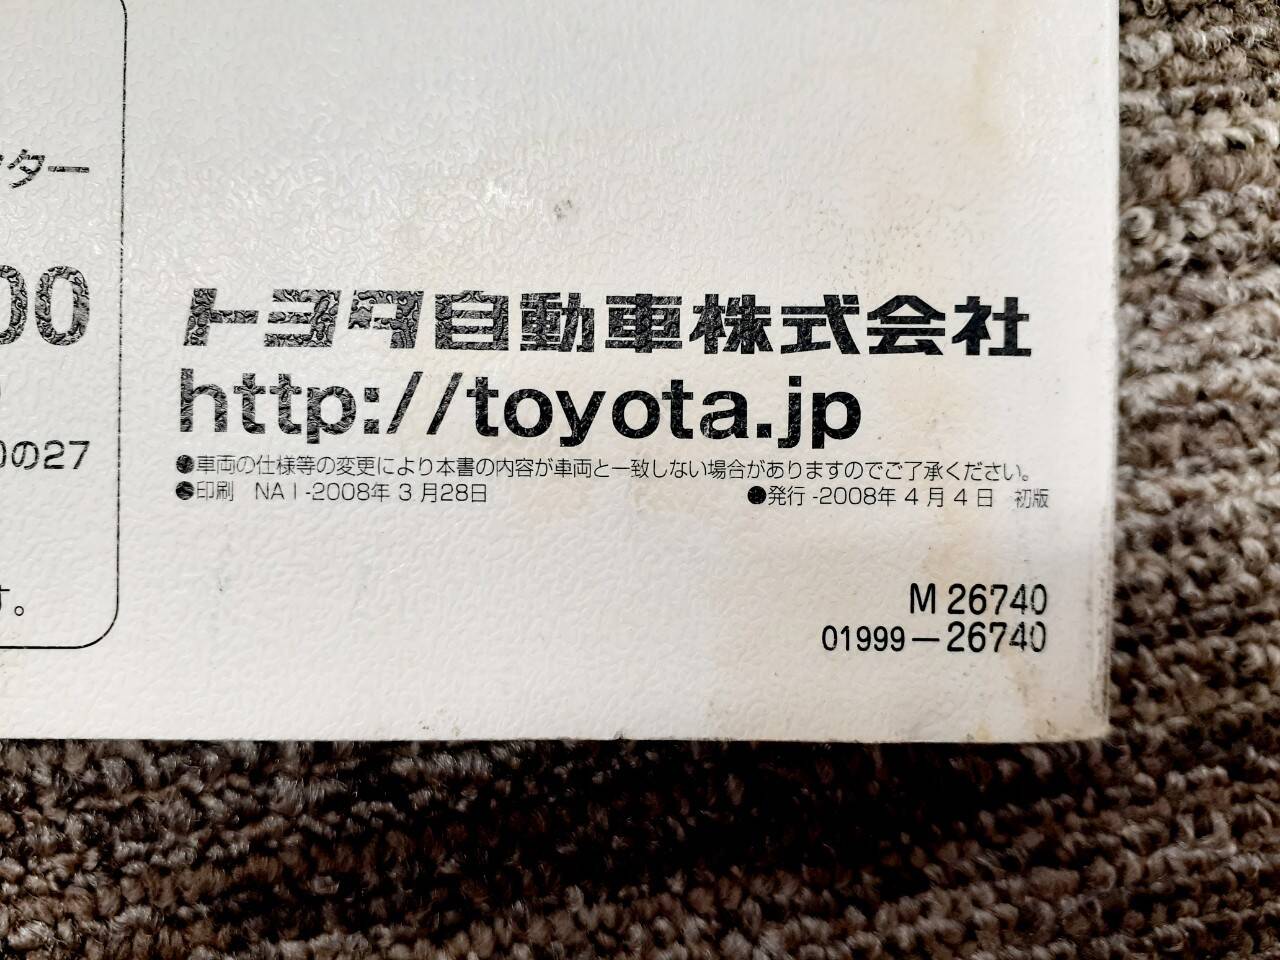 ター
00
トヨタ自動車株式会社
http://toyota.jp
の27
●車両の仕様等の変更により本書の内容が車両と一致しない場合がありますのでご了承ください。
●印刷 NAI-2008年3月28日 ●発行-2008年4月4日 初版
す。
M 26740
01999-26740